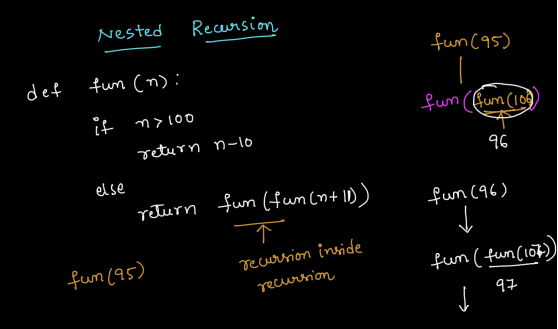 Nested Recursion
def fun(n):
if n>100
return n-10
else
return fun(fun(n+11))
recursion inside
recursion
fun(95)
fun(95)
fun(fun(106))
96
fun(96)
fun(fun(107))
97